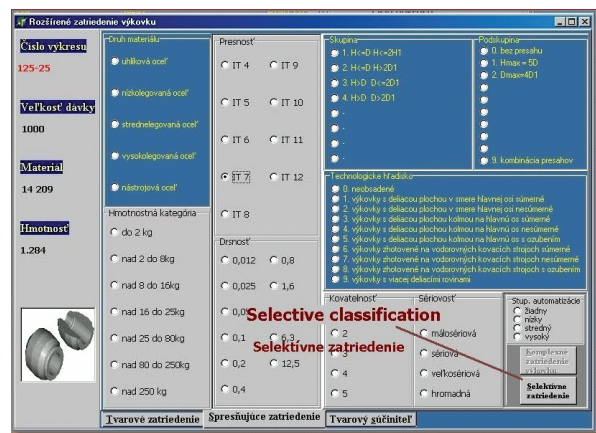 Rozšírené zatriedenie výkovku
Číslo výkresu
125-25
Veľkosť dávky
1000
Materiál
14 209
Hmotnosť
1.284
Druh materiálu
uhlíková oceľ
nízkolegovaná oceľ
strednelegovaná oceľ
vysokolegovaná oceľ
nástrojová oceľ
Hmotnostná kategória
do 2 kg
nad 2 do 8kg
nad 8 do 16kg
nad 16 do 25kg
nad 25 do 80kg
nad 80 do 250kg
nad 250 kg
Presnosť
IT 4 IT 9
IT 5 IT 10
IT 6 IT 11
IT 7 IT 12
IT 8
Drsnosť
0,012 0,8
0,025 1,6
0,1 6,3
0,2 12,5
0,4
Skupina
1. H<=D H<=2H1
2. H<=D H>2D1
3. H>D D<=2D1
4. H>D D>2D1
Podskupina
0. bez presahu
1. Hmax = 5D
2. Dmax=4D1
9. kombinácia presahov
Technologicke hľadisko
0. neobsadené
1. výkovky s deliacou plochou v smere hlavnej osi súmerné
2. výkovky s deliacou plochou v smere hlavnej osi nesúmerné
3. výkovky s deliacou plochou kolmou na hlavnú os súmerné
4. výkovky s deliacou plochou kolmou na hlavnú os nesúmerné
5. výkovky s deliacou plochou kolmou na hlavnú os s ozubením
6. výkovky zhotovené na vodorovných kovacích strojoch súmerné
7. výkovky zhotovené na vodorovných kovacích strojoch nesúmerné
8. výkovky zhotovené na vodorovných kovacích strojoch s ozubením
9. výkovky s viacej deliacimi rovinami
Kovatelnosť
2
3
4
5
Sériovosť
málosériová
sériová
veľkosériová
hromadná
Stup. automatizácie
žiadny
nízky
stredný
vysoký
Komplexné
zatriedenie
výkovku
Selektívne
zatriedenie
Selective classification
Selektívne zatriedenie
Tvarové zatriedenie
Spresňujúce zatriedenie
Tvarový súčiniteľ